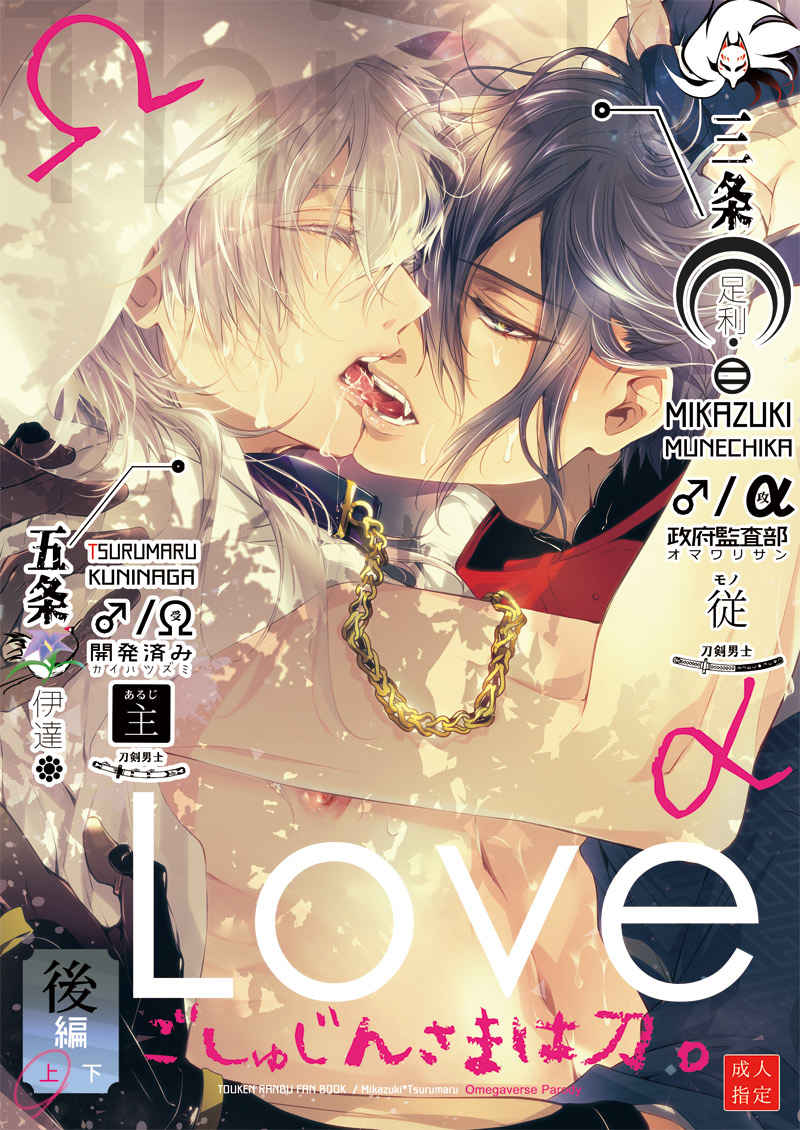 Ω
Thi
三条
足利・
MIKAZUKI
MUNECHIKA
♂/α
攻
政府監査部
オマワリサン
モノ
従
刀剣男士
α
五条
伊達
TSURUMARU
KUNINAGA
♂/Ω
受
開発済み
カイハツズミ
あるじ
主
刀剣男士
Love
後編
上 下
ごしゅじんさまは刀。
TOUKEN RANBU FAN BOOK / Mikazuki*Tsurumaru Omegaverse Parody
成人
指定